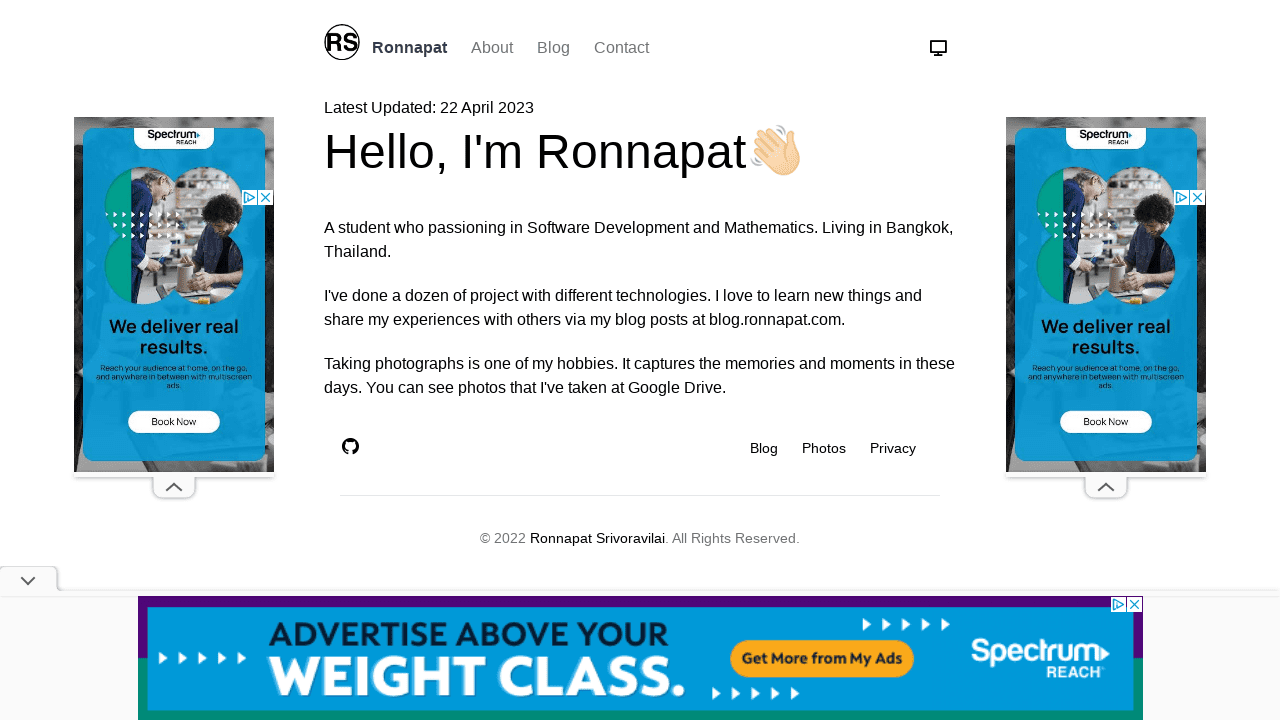 RS Ronnapat About Blog Contact
Latest Updated: 22 April 2023
Hello, I'm Ronnapat👋🏼
A student who passioning in Software Development and Mathematics. Living in Bangkok,
Thailand.
I've done a dozen of project with different technologies. I love to learn new things and
share my experiences with others via my blog posts at blog.ronnapat.com.
Taking photographs is one of my hobbies. It captures the memories and moments in these
days. You can see photos that I've taken at Google Drive.
Blog Photos Privacy
© 2022 Ronnapat Srivoravilai. All Rights Reserved.
Spectrum
REACH
We deliver real
results.
Reach your audience at home, on the go,
and anywhere in between with multiscreen
ads.
Book Now
Spectrum
REACH
We deliver real
results.
Reach your audience at home, on the go,
and anywhere in between with multiscreen
ads.
Book Now
ADVERTISE ABOVE YOUR
WEIGHT CLASS.
Get More from My Ads
Spectrum
REACH